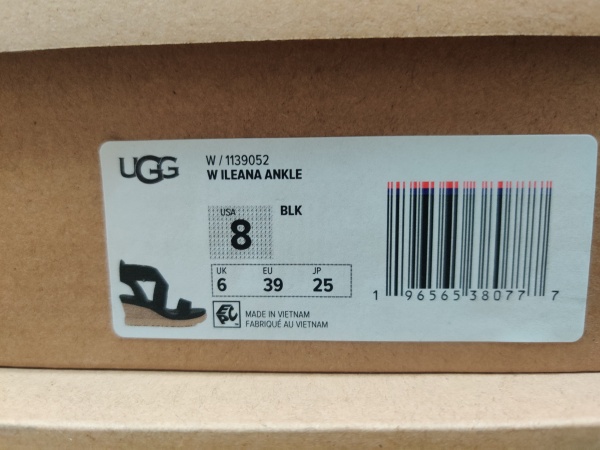 UGG
W / 1139052
W ILEANA ANKLE
USA
8
BLK
UK EU JP
6 39 25
MADE IN VIETNAM
FABRIQUÉ AU VIETNAM
1 96565 38077 7